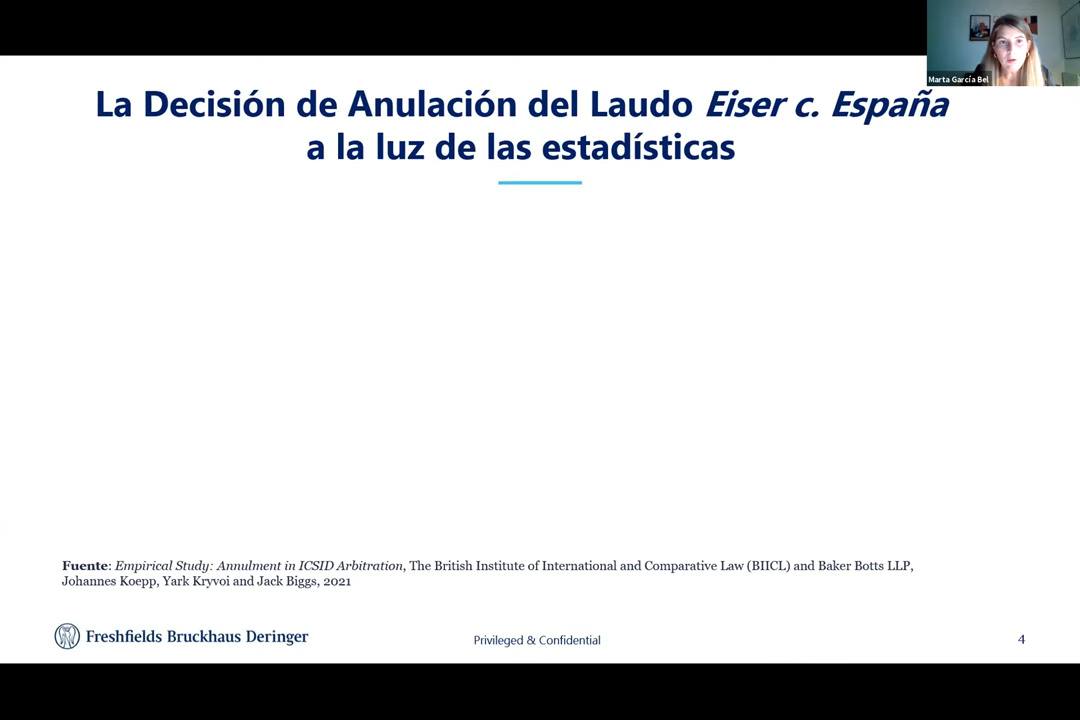 Marta García Bel
La Decisión de Anulación del Laudo Eiser c. España
a la luz de las estadísticas
Fuente: Empirical Study: Annulment in ICSID Arbitration, The British Institute of International and Comparative Law (BIICL) and Baker Botts LLP,
Johannes Koepp, Yark Kryvoi and Jack Biggs, 2021
Freshfields Bruckhaus Deringer
Privileged & Confidential
4